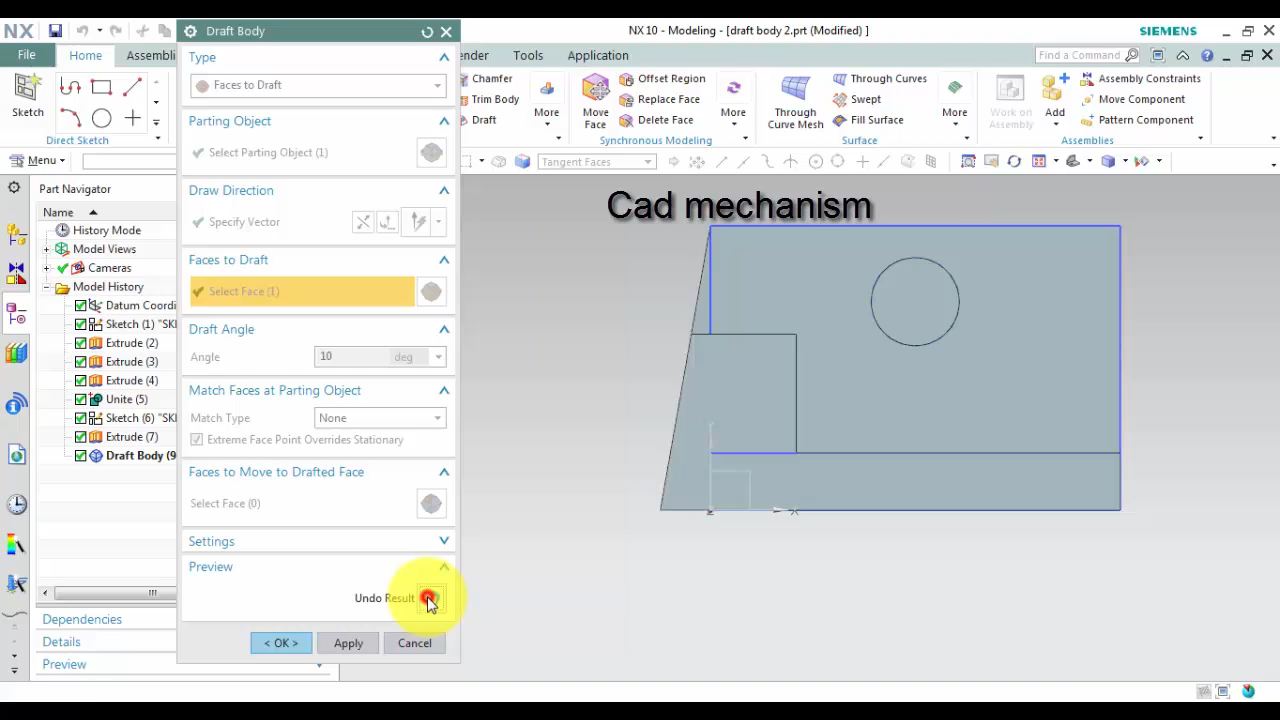 NX
Draft Body
NX 10 - Modeling - [draft body 2.prt (Modified) ]
SIEMENS
File
Home
Assembli
ender
Tools
Application
Find a Command
Sketch
Direct Sketch
Chamfer
Trim Body
Draft
More
Move
Face
Offset Region
Replace Face
Delete Face
More
Synchronous Modeling
Through
Curve Mesh
Through Curves
Swept
Fill Surface
More
Surface
Work on
Assembly
Add
Assembly Constraints
Move Component
Pattern Component
Assemblies
Menu
Tangent Faces
Part Navigator
Name
History Mode
Model Views
Cameras
Model History
Datum Coordi
Sketch (1) "SKE
Extrude (2)
Extrude (3)
Extrude (4)
Unite (5)
Sketch (6) "SKE
Extrude (7)
Draft Body (9
Dependencies
Details
Preview
Type
Faces to Draft
Parting Object
Select Parting Object (1)
Draw Direction
Specify Vector
Faces to Draft
Select Face (1)
Draft Angle
Angle
10
deg
Match Faces at Parting Object
Match Type
None
Extreme Face Point Overrides Stationary
Faces to Move to Drafted Face
Select Face (0)
Settings
Preview
Undo Result
< OK >
Apply
Cancel
Cad mechanism
X